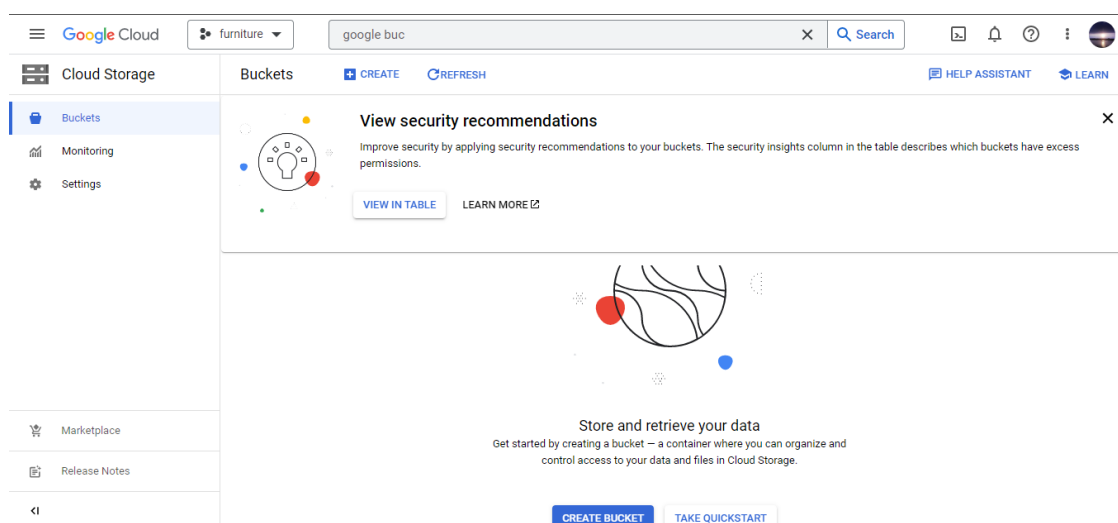 Google Cloud
furniture
google buc
Search
Cloud Storage
Buckets
CREATE
REFRESH
HELP ASSISTANT
LEARN
Buckets
Monitoring
Settings
View security recommendations
Improve security by applying security recommendations to your buckets. The security insights column in the table describes which buckets have excess
permissions.
VIEW IN TABLE
LEARN MORE
Store and retrieve your data
Get started by creating a bucket — a container where you can organize and
control access to your data and files in Cloud Storage.
CREATE BUCKET
TAKE QUICKSTART
Marketplace
Release Notes